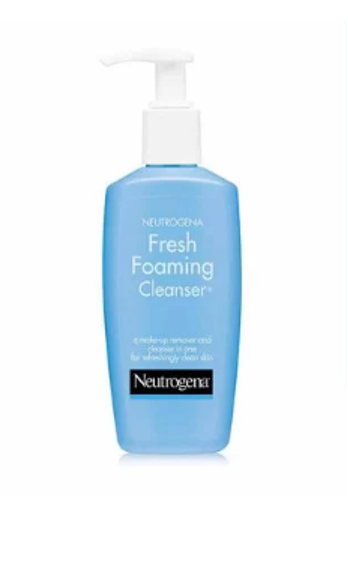 NEUTROGENA
Fresh
Foaming
Cleanser®
a make-up remover and
cleanser in one
for refreshingly clean skin
Neutrogena®